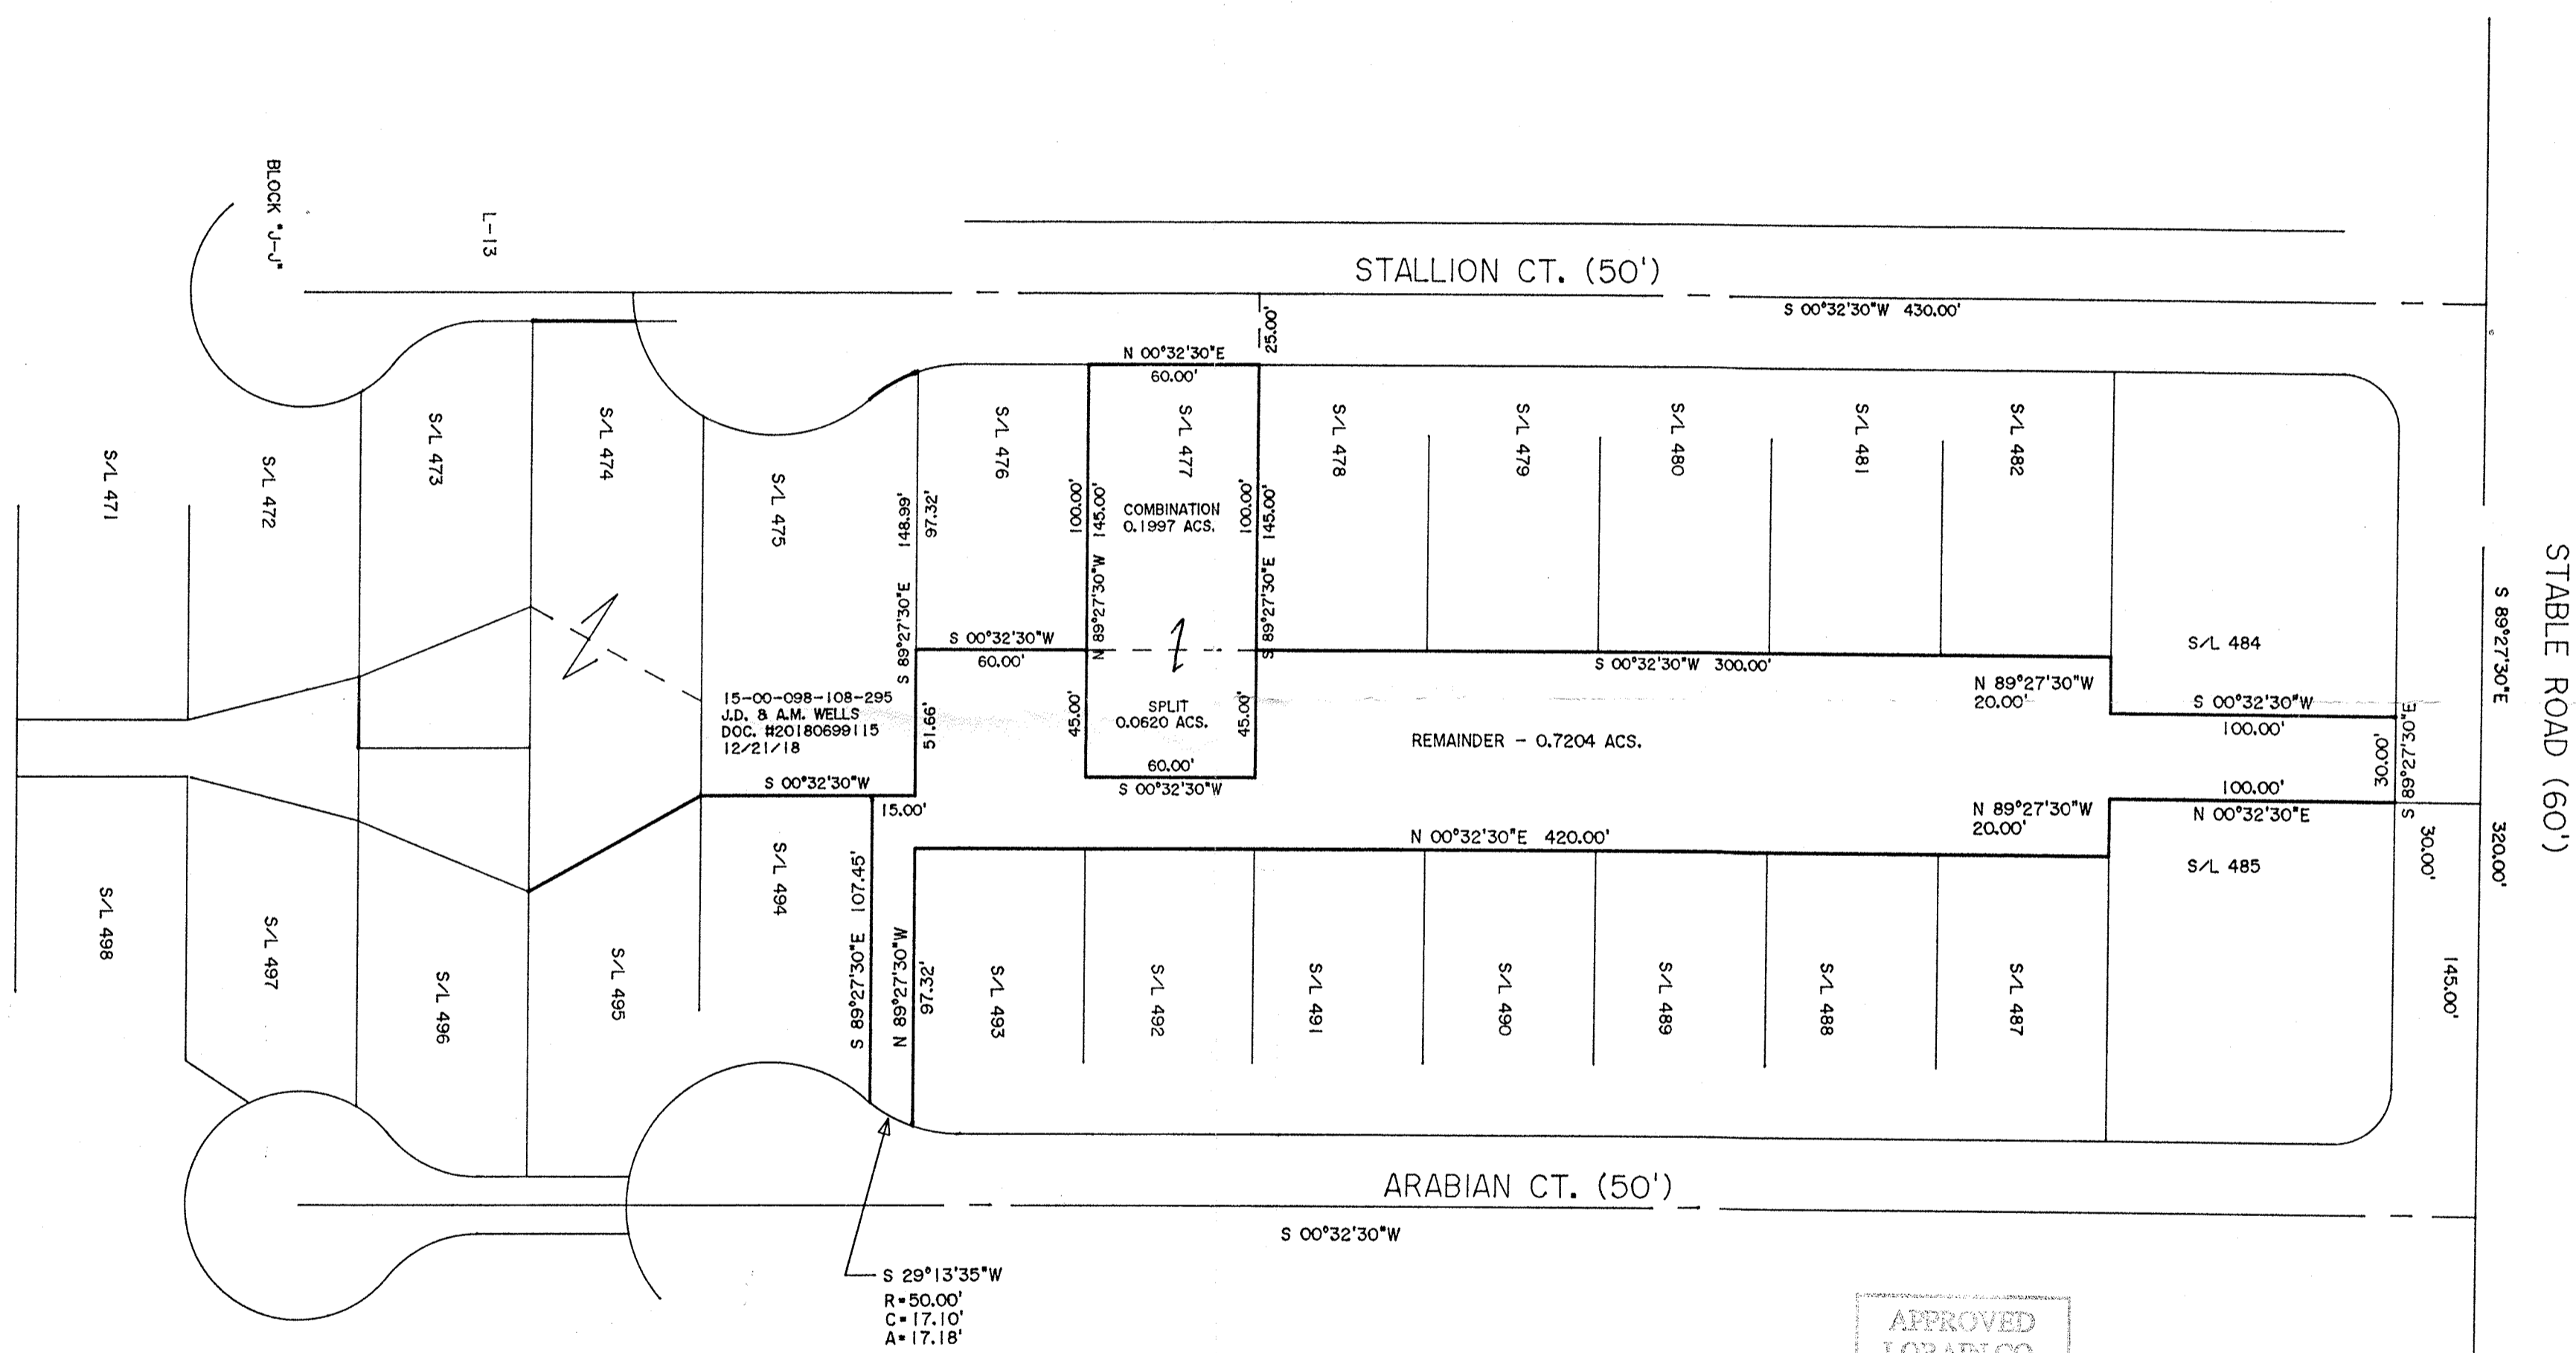 BLOCK "J-J"
L-13
STALLION CT. (50')
S 00°32'30"W 430.00'
25.00'
N 00°32'30"E
60.00'
S/L 471
S/L 472
S/L 473
S/L 474
S/L 475
S/L 476
S/L 477
S/L 478
S/L 479
S/L 480
S/L 481
S/L 482
S/L 484
148.99'
97.32'
S 89°27'30"E
100.00'
N 89°27'30"W 145.00'
COMBINATION
0.1997 ACS.
100.00'
S 89°27'30"E 145.00'
STABLE ROAD (60')
S 89°27'30"E
320.00'
S 00°32'30"W
60.00'
S 00°32'30"W 300.00'
N 89°27'30"W
20.00'
S 00°32'30"W
100.00'
15-00-098-108-295
J.D. & A.M. WELLS
DOC. #20180699115
12/21/18
51.66'
45.00'
SPLIT
0.0620 ACS.
45.00'
60.00'
S 00°32'30"W
REMAINDER - 0.7204 ACS.
30.00'
S 89°27'30"E
S 00°32'30"W
15.00'
N 00°32'30"E 420.00'
N 89°27'30"W
20.00'
100.00'
N 00°32'30"E
30.00'
145.00'
S/L 485
S/L 498
S/L 497
S/L 496
S/L 495
S/L 494
S 89°27'30"E 107.45'
N 89°27'30"W
97.32'
S/L 493
S/L 492
S/L 491
S/L 490
S/L 489
S/L 488
S/L 487
ARABIAN CT. (50')
S 00°32'30"W
S 29°13'35"W
R=50.00'
C=17.10'
A=17.18'
APPROVED
LORAIN CO.